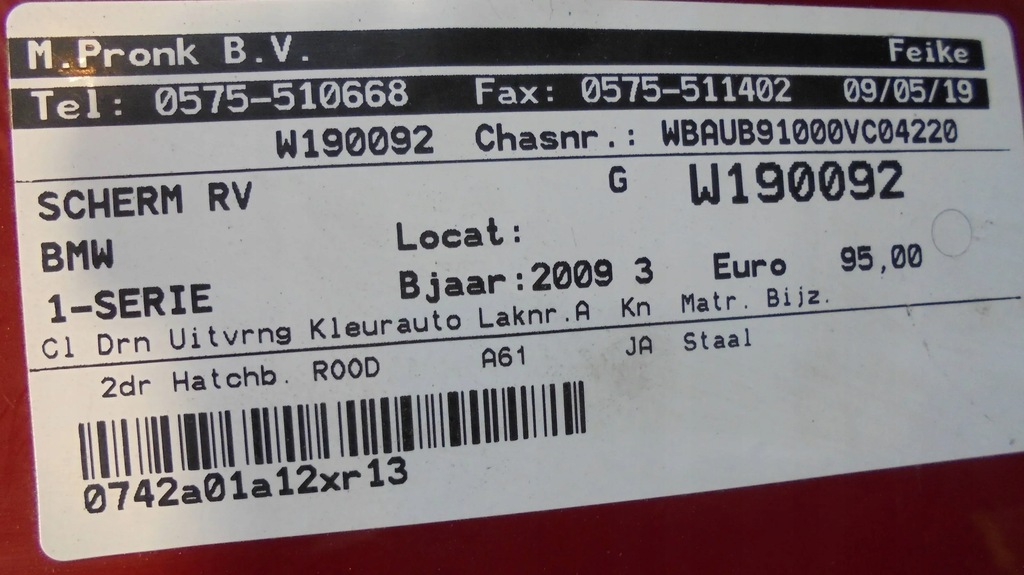 M.Pronk B.V. Feike
Tel: 0575-510668 Fax: 0575-511402 09/05/19
W190092 Chasnr.: WBAUB91000VC04220
SCHERM RV G W190092
BMW Locat:
1-SERIE Bjaar:2009 3 Euro 95,00
Cl Drn Uitvrng Kleurauto Laknr.A Kn Matr. Bijz.
2dr Hatchb. ROOD A61 JA Staal
0742a01a12xr13